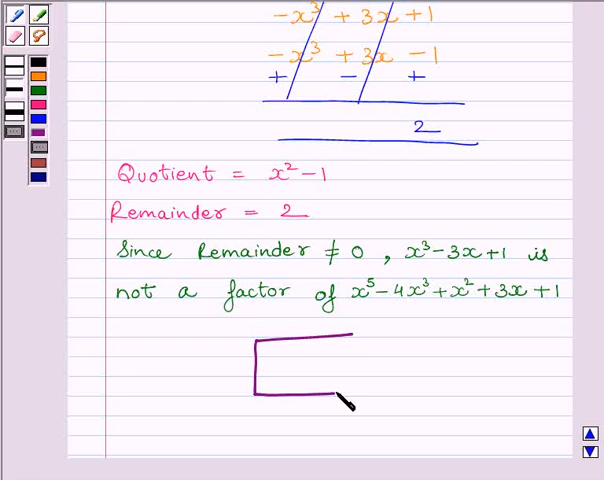 -x³ + 3x + 1
-x³ + 3x - 1
+ - +
2
Quotient = x² - 1
Remainder = 2
Since Remainder ≠ 0, x³ - 3x + 1 is
not a factor of x⁵ - 4x³ + x² + 3x + 1